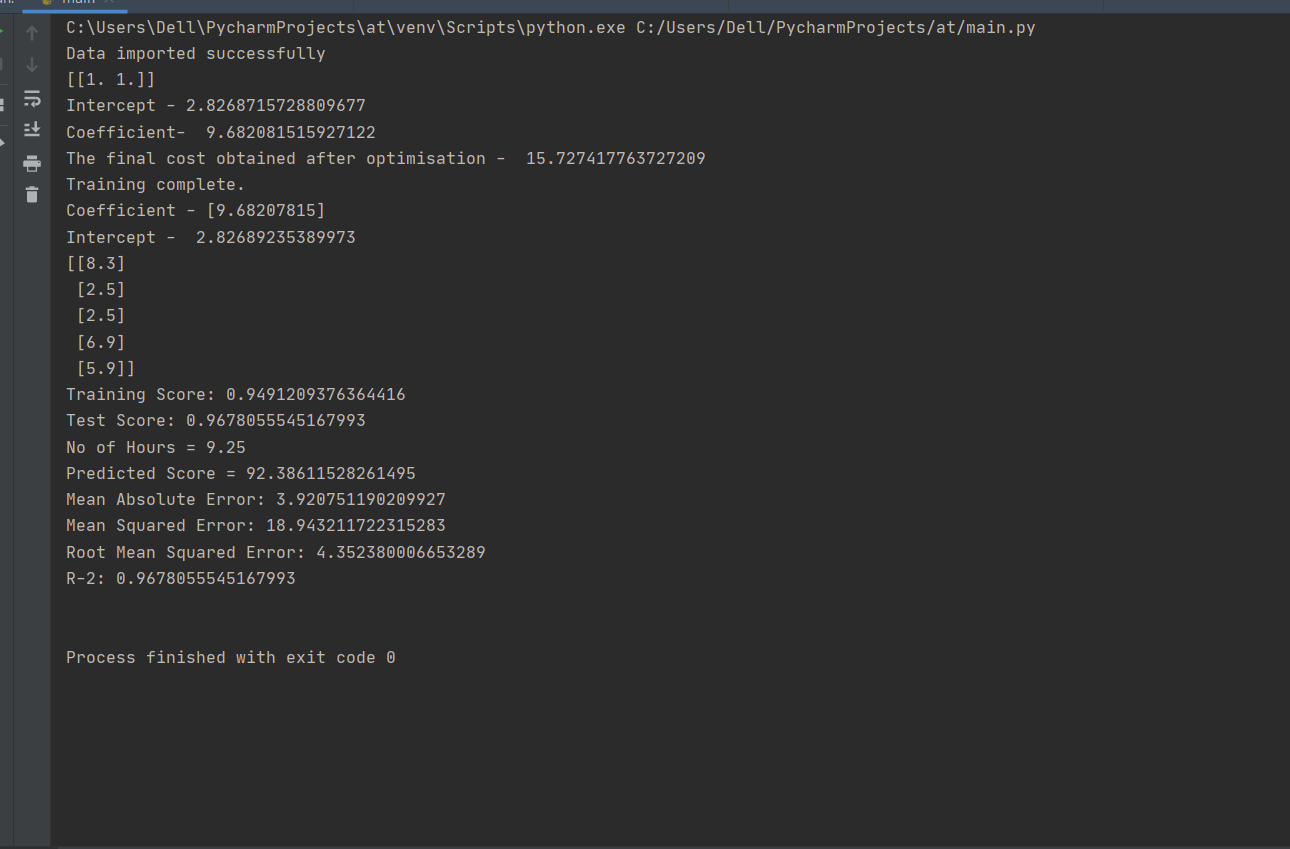 main
C:\Users\Dell\PycharmProjects\at\venv\Scripts\python.exe C:/Users/Dell/PycharmProjects/at/main.py
Data imported successfully
[[1. 1.]]
Intercept - 2.8268715728809677
Coefficient-  9.682081515927122
The final cost obtained after optimisation -  15.727417763727209
Training complete.
Coefficient - [9.68207815]
Intercept -  2.82689235389973
[[8.3]
 [2.5]
 [2.5]
 [6.9]
 [5.9]]
Training Score: 0.9491209376364416
Test Score: 0.9678055545167993
No of Hours = 9.25
Predicted Score = 92.38611528261495
Mean Absolute Error: 3.920751190209927
Mean Squared Error: 18.943211722315283
Root Mean Squared Error: 4.352380006653289
R-2: 0.9678055545167993
Process finished with exit code 0